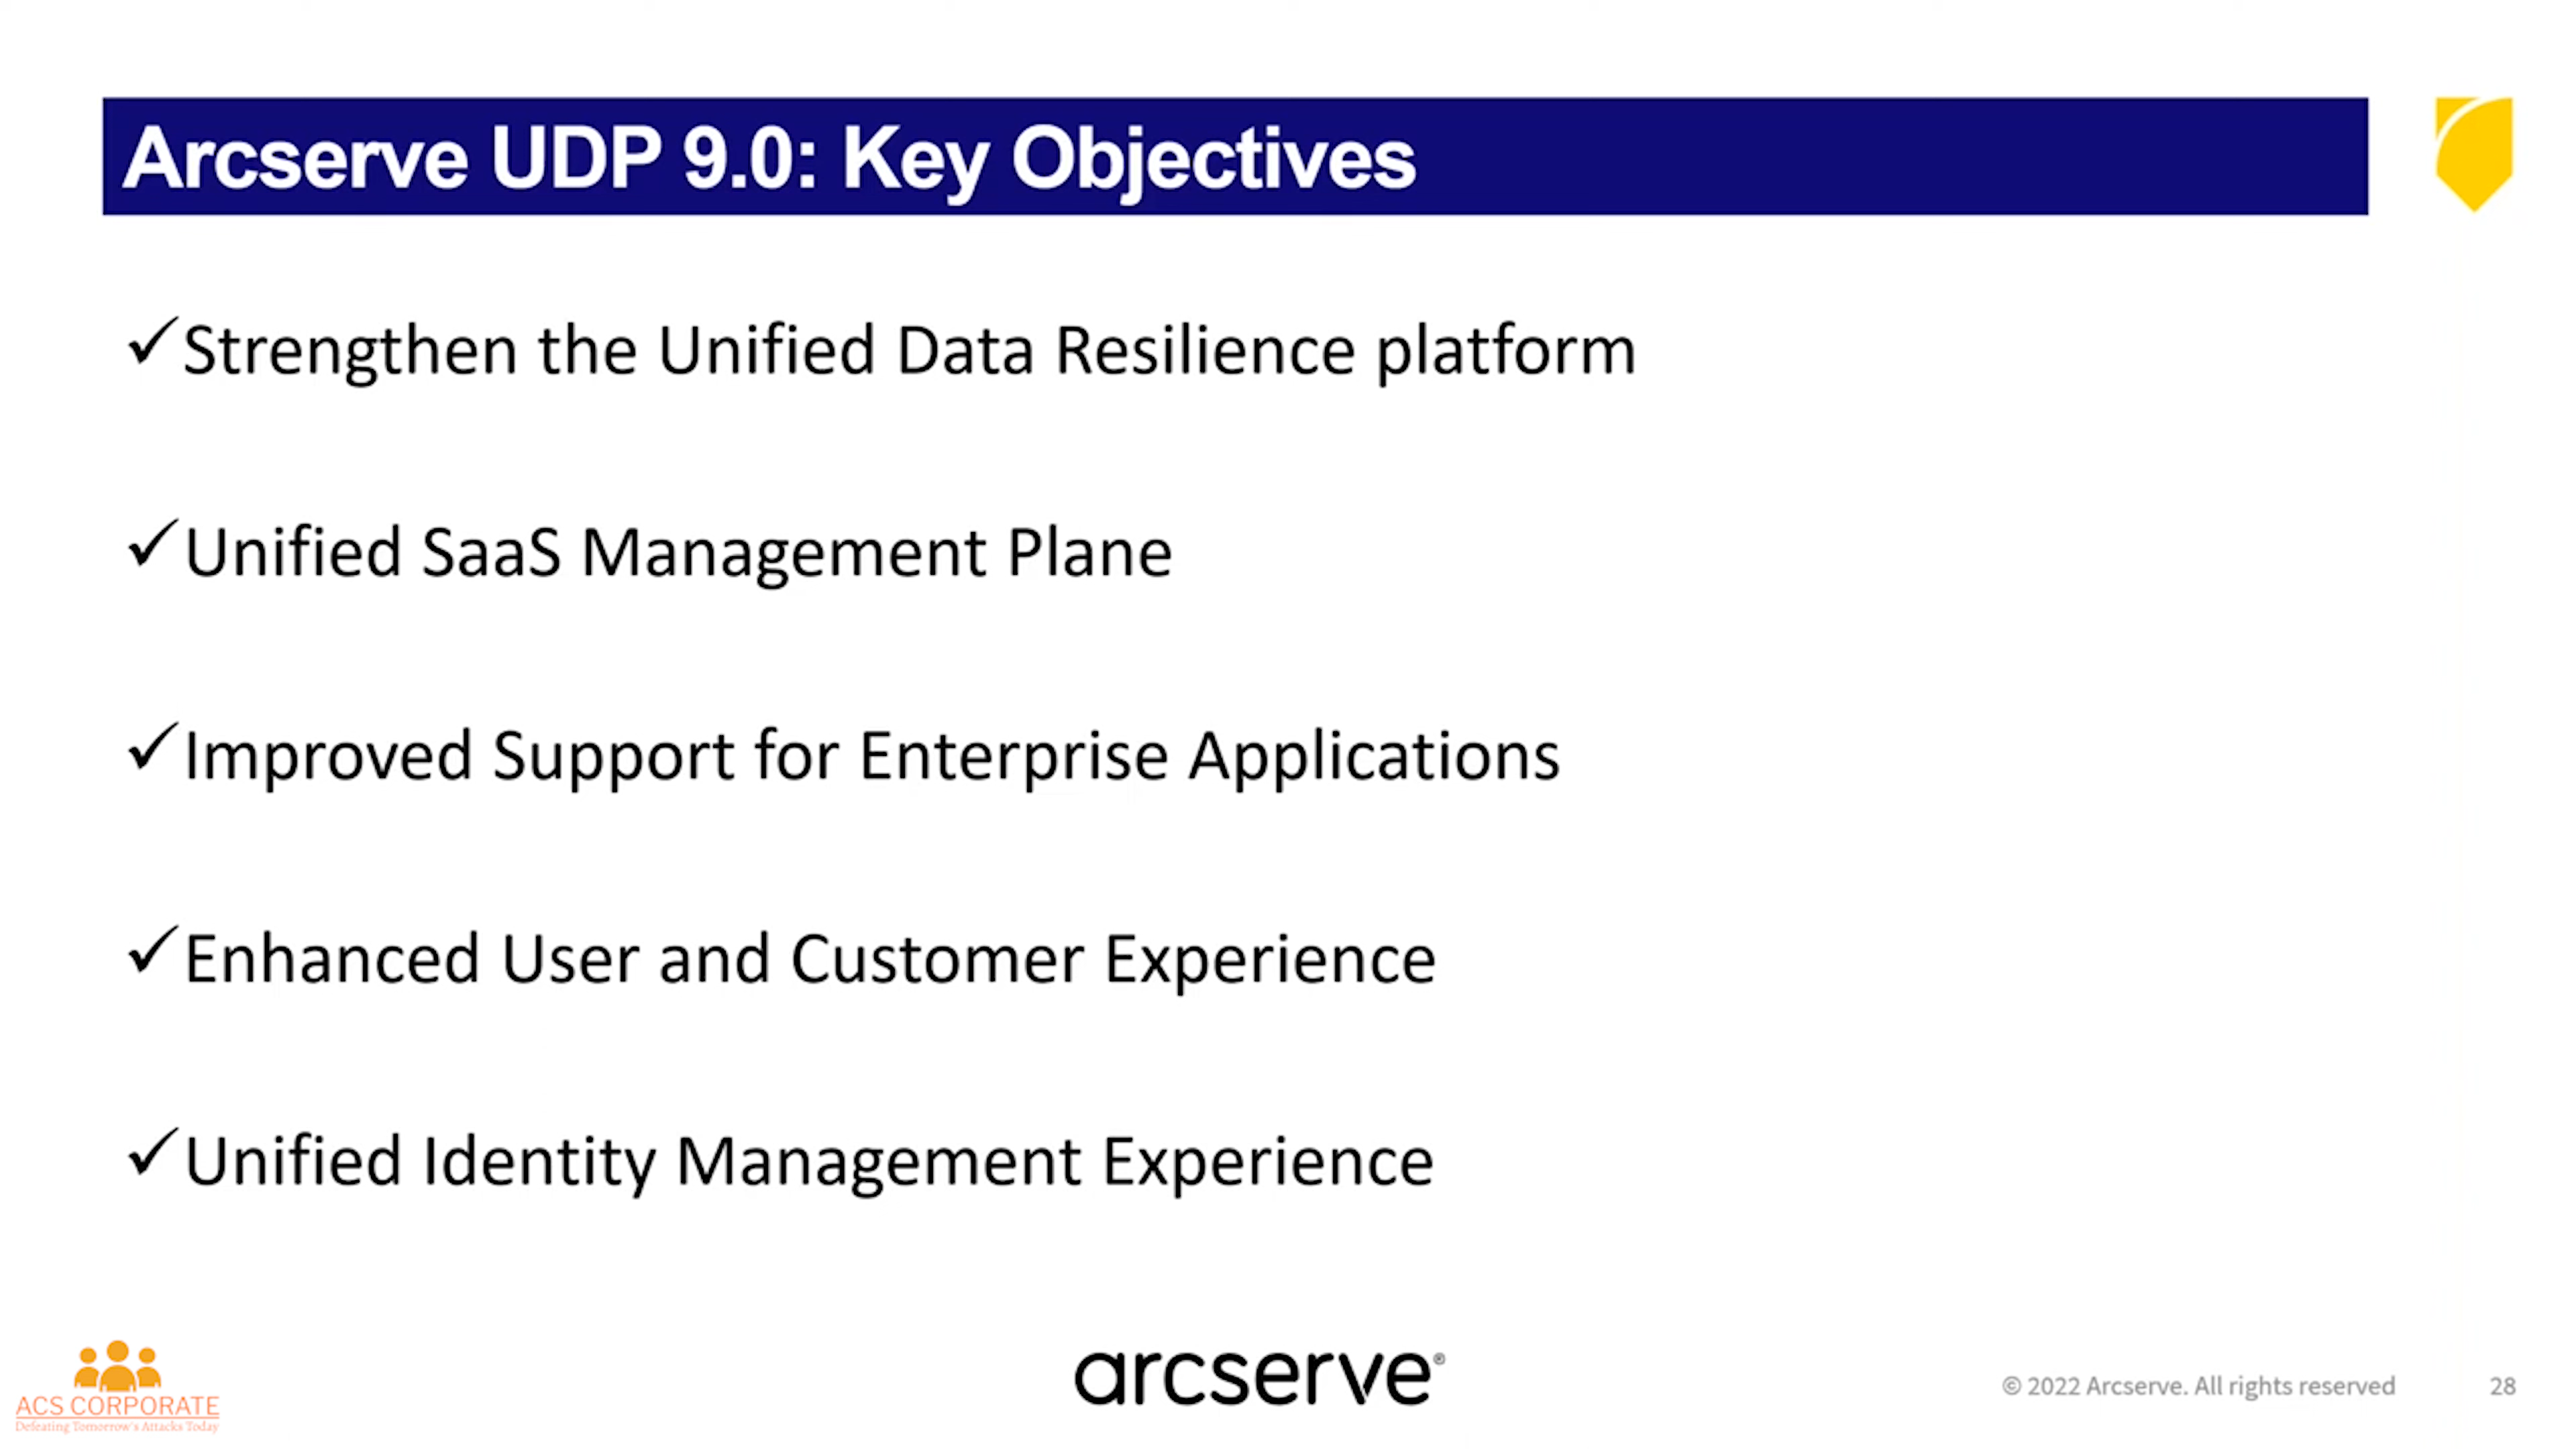 Arcserve UDP 9.0: Key Objectives
✓Strengthen the Unified Data Resilience platform
✓Unified SaaS Management Plane
✓Improved Support for Enterprise Applications
✓Enhanced User and Customer Experience
✓Unified Identity Management Experience
ACS CORPORATE
Defeating Tomorrow's Attacks Today
arcserve®
© 2022 Arcserve. All rights reserved
28